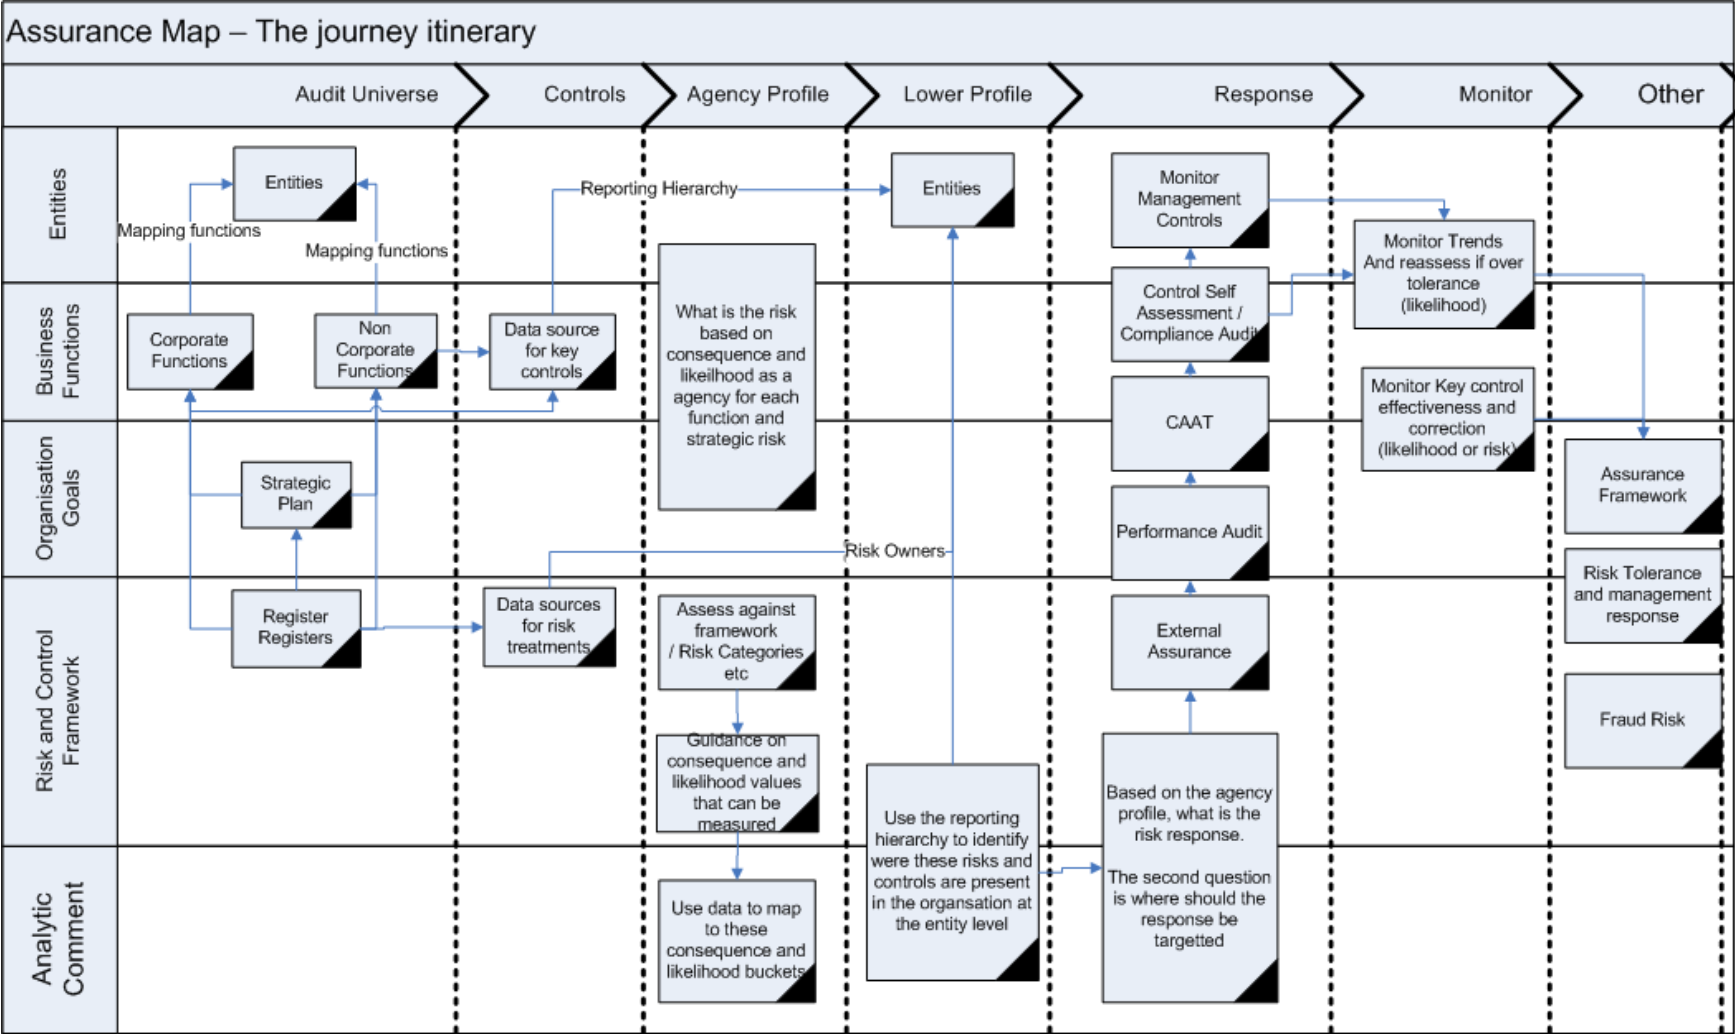 Assurance Map – The journey itinerary
Audit Universe
Controls
Agency Profile
Lower Profile
Response
Monitor
Other
Entities
Entities
Mapping functions
Mapping functions
Reporting Hierarchy
Entities
Monitor
Management
Controls
Monitor Trends
And reassess if over
tolerance
(likelihood)
Business
Functions
Corporate
Functions
Non
Corporate
Functions
Data source
for key
controls
What is the risk
based on
consequence and
likeilhood as a
agency for each
function and
strategic risk
Control Self
Assessment /
Compliance Audit
CAAT
Monitor Key control
effectiveness and
correction
(likelihood or risk)
Organisation
Goals
Strategic
Plan
Risk Owners
Performance Audit
Assurance
Framework
Risk Tolerance
and management
response
Risk and Control
Framework
Register
Registers
Data sources
for risk
treatments
Assess against
framework
/ Risk Categories
etc
Guidance on
consequence and
likelihood values
that can be
measured
External
Assurance
Fraud Risk
Analytic
Comment
Use data to map
to these
consequence and
likelihood buckets
Use the reporting
hierarchy to identify
were these risks and
controls are present
in the organsation at
the entity level
Based on the agency
profile, what is the
risk response.
The second question
is where should the
response be
targetted